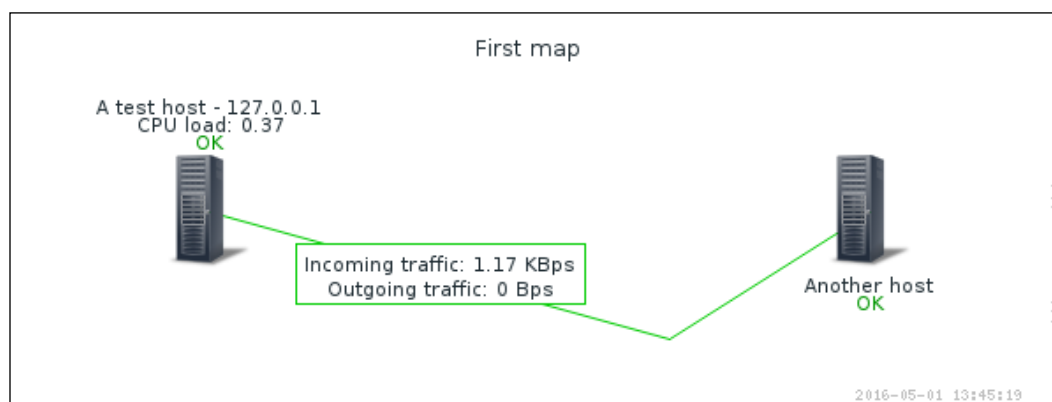 First map
A test host - 127.0.0.1
CPU load: 0.37
OK
Incoming traffic: 1.17 KBps
Outgoing traffic: 0 Bps
Another host
OK
2016-05-01 13:45:19